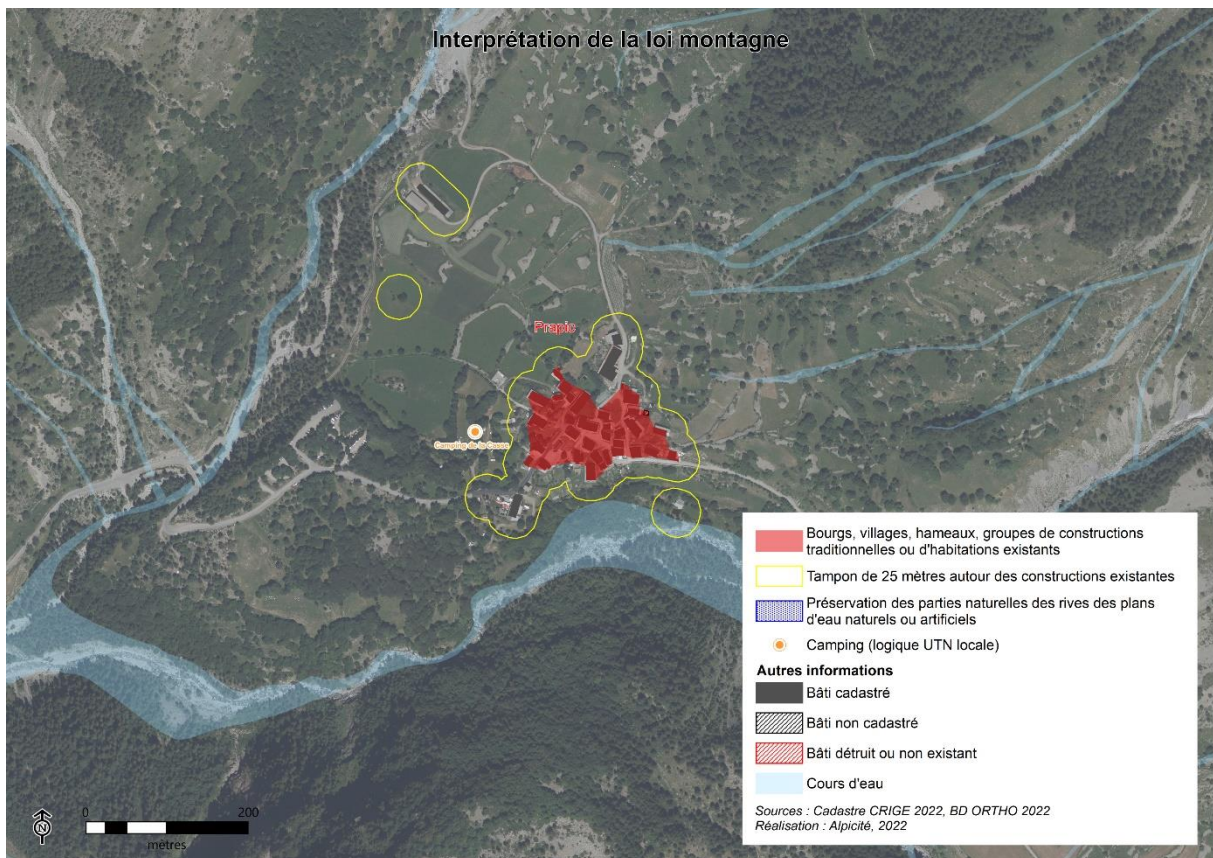 Interprétation de la loi montagne
Prapic
Camping de la Casse
Bourgs, villages, hameaux, groupes de constructions
traditionnelles ou d'habitations existants
Tampon de 25 mètres autour des constructions existantes
Préservation des parties naturelles des rives des plans
d'eau naturels ou artificiels
Camping (logique UTN locale)
Autres informations
Bâti cadastré
Bâti non cadastré
Bâti détruit ou non existant
Cours d'eau
Sources : Cadastre CRIGE 2022, BD ORTHO 2022
Réalisation : Alpicité, 2022
N
0 200
mètres